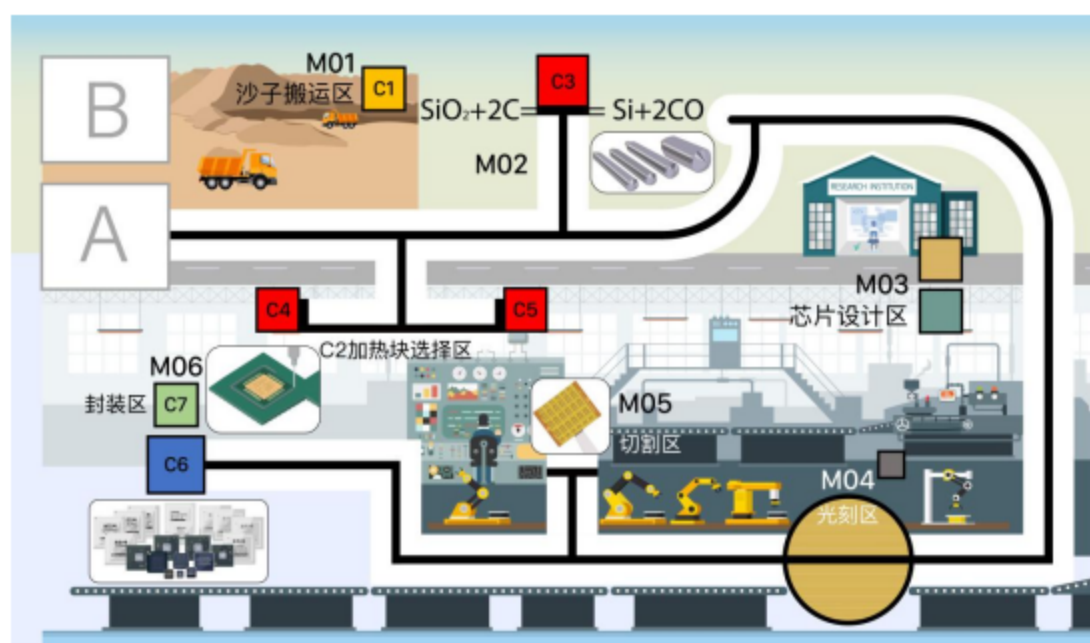 B
M01
沙子搬运区
C1
C3
SiO₂+2C══Si+2CO
M02
A
RESEARCH INSTITUTION
M03
芯片设计区
C4
C5
C2加热块选择区
M06
封装区
C7
M05
切割区
C6
M04
光刻区